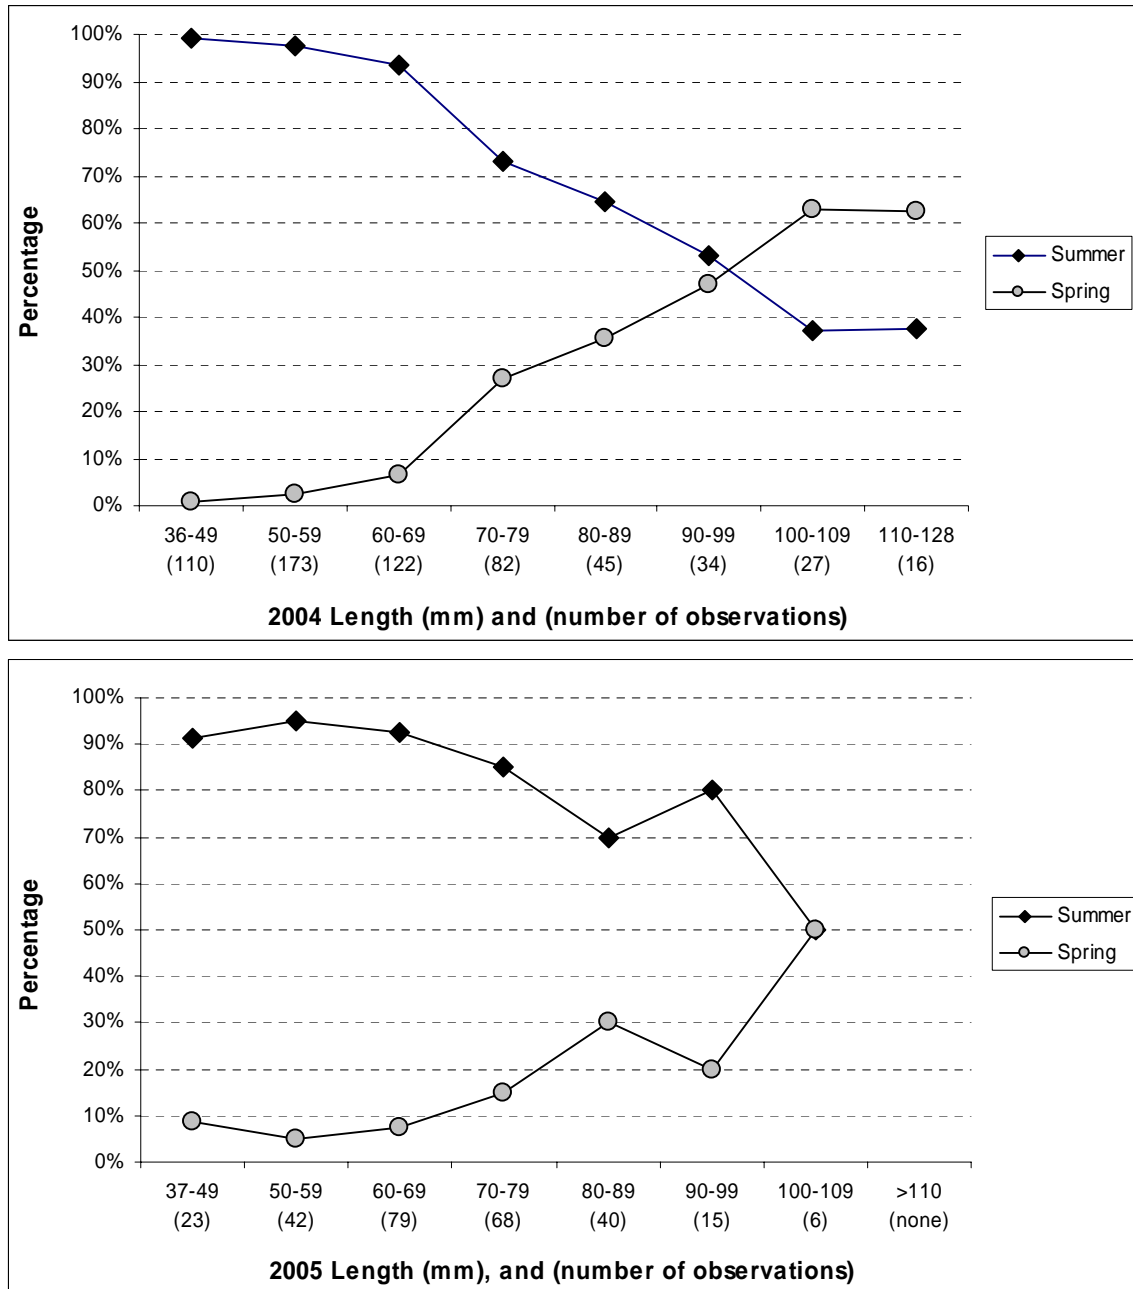 100%
90%
80%
70%
60%
50%
40%
30%
20%
10%
0%
Percentage
36-49 50-59 60-69 70-79 80-89 90-99 100-109 110-128
(110) (173) (122) (82) (45) (34) (27) (16)
2004 Length (mm) and (number of observations)
Summer
Spring
100%
90%
80%
70%
60%
50%
40%
30%
20%
10%
0%
Percentage
37-49 50-59 60-69 70-79 80-89 90-99 100-109 >110
(23) (42) (79) (68) (40) (15) (6) (none)
2005 Length (mm), and (number of observations)
Summer
Spring